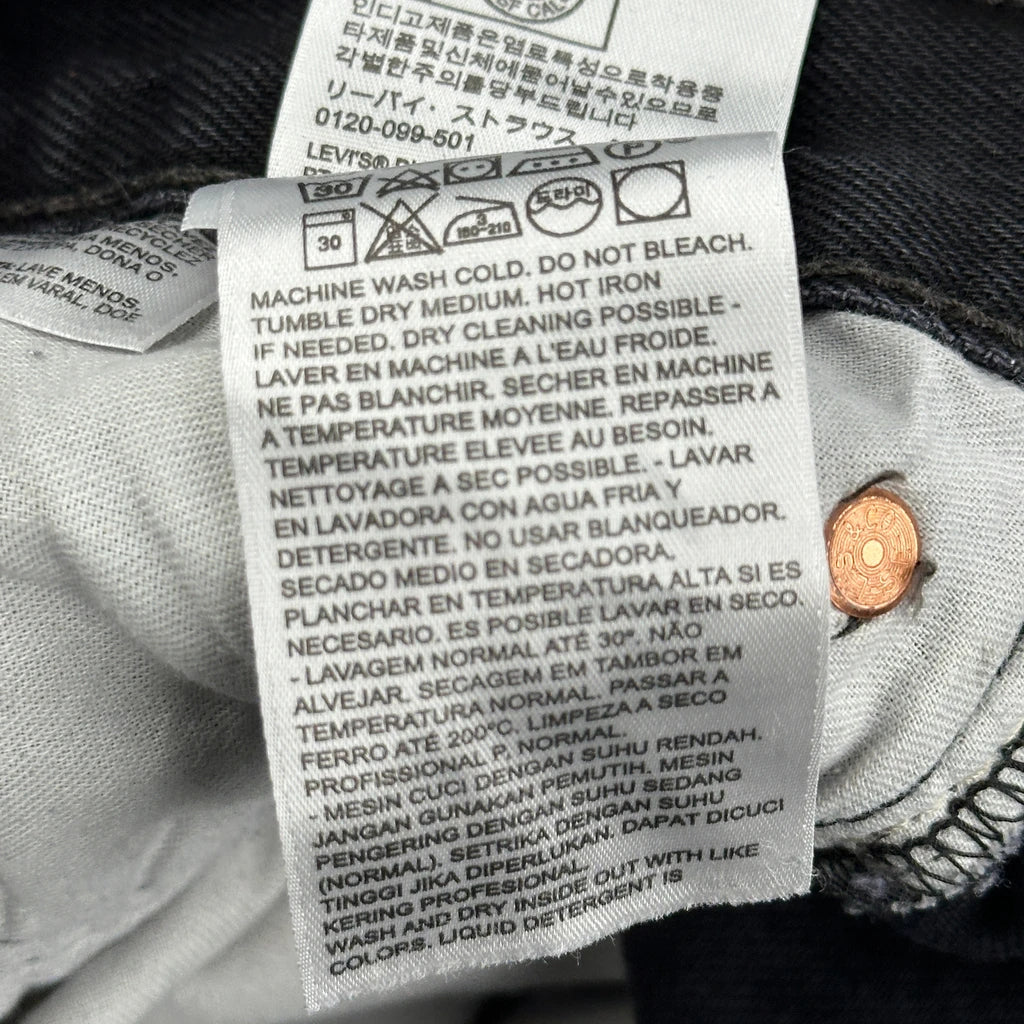 OF CALI
인디고제품은염료특성으로착용중
타제품및신체에묻어날수있으므로
각별한주의를당부드립니다
リーバイ・ストラウス
0120-099-501
LEVI'S®
MENOS.
DONA O
LAVE MENOS.
EM VARAL. DOE
30
P
30
3
180-210
드라이
MACHINE WASH COLD. DO NOT BLEACH.
TUMBLE DRY MEDIUM. HOT IRON
IF NEEDED. DRY CLEANING POSSIBLE -
LAVER EN MACHINE A L'EAU FROIDE.
NE PAS BLANCHIR. SECHER EN MACHINE
A TEMPERATURE MOYENNE. REPASSER A
TEMPERATURE ELEVEE AU BESOIN.
NETTOYAGE A SEC POSSIBLE. - LAVAR
EN LAVADORA CON AGUA FRIA Y
DETERGENTE. NO USAR BLANQUEADOR.
SECADO MEDIO EN SECADORA.
PLANCHAR EN TEMPERATURA ALTA SI ES
NECESARIO. ES POSIBLE LAVAR EN SECO.
- LAVAGEM NORMAL ATÉ 30º. NÃO
ALVEJAR. SECAGEM EM TAMBOR EM
TEMPERATURA NORMAL. PASSAR A
FERRO ATÉ 200°C. LIMPEZA A SECO
PROFISSIONAL P. NORMAL.
- MESIN CUCI DENGAN SUHU RENDAH.
JANGAN GUNAKAN PEMUTIH. MESIN
PENGERING DENGAN SUHU SEDANG
(NORMAL). SETRIKA DENGAN SUHU
TINGGI JIKA DIPERLUKAN. DAPAT DICUCI
KERING PROFESIONAL.
WASH AND DRY INSIDE OUT WITH LIKE
COLORS. LIQUID DETERGENT IS
S & CO